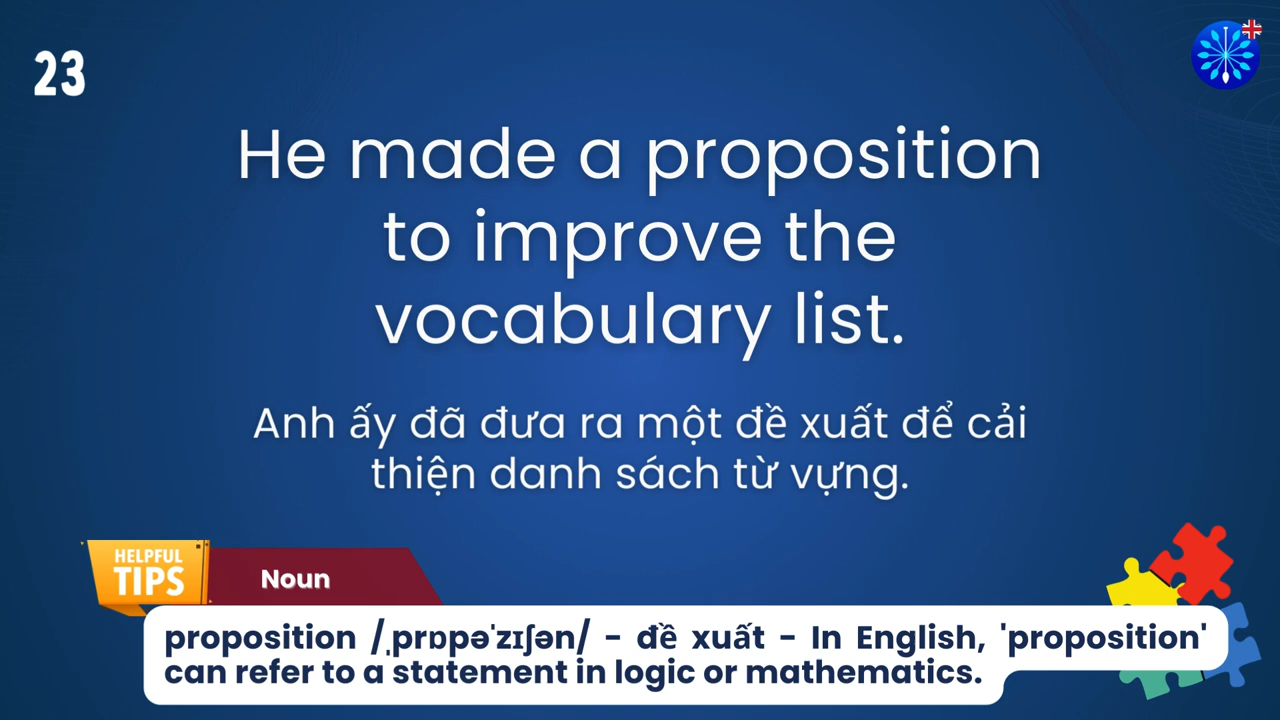 23
He made a proposition
to improve the
vocabulary list.
Anh ấy đã đưa ra một đề xuất để cải
thiện danh sách từ vựng.
HELPFUL
TIPS
Noun
proposition /ˌprɒpəˈzɪʃən/ - đề xuất - In English, 'proposition'
can refer to a statement in logic or mathematics.